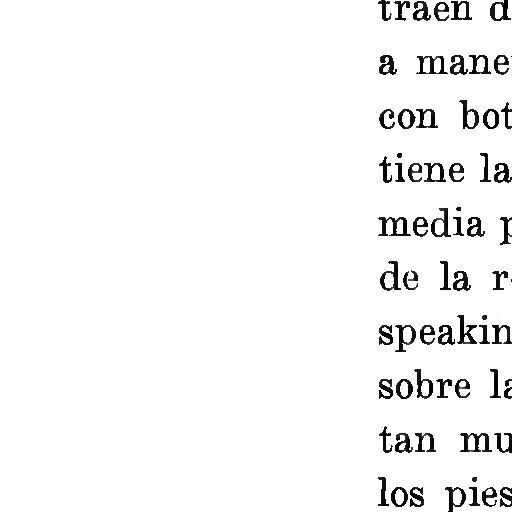 traen d
a mane
con bot
tiene la
media p
de la r
speakin
sobre la
tan mu
los pies